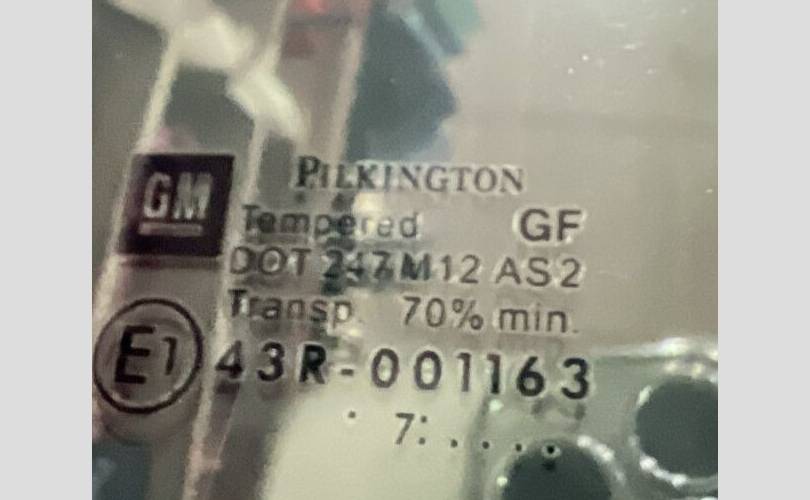 GM
PILKINGTON
Tempered GF
DOT 247 M12 AS2
Transp. 70% min.
E1 43R-001163
. 7: . . . .